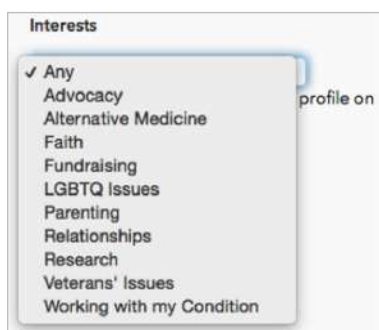 Interests
✓ Any
Advocacy
profile on
Alternative Medicine
Faith
Fundraising
LGBTQ Issues
Parenting
Relationships
Research
Veterans' Issues
Working with my Condition